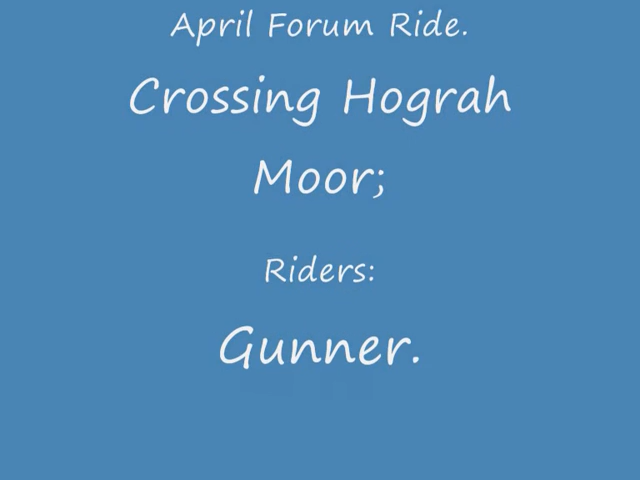 April Forum Ride.
Crossing Hograh
Moor;
Riders:
Gunner.